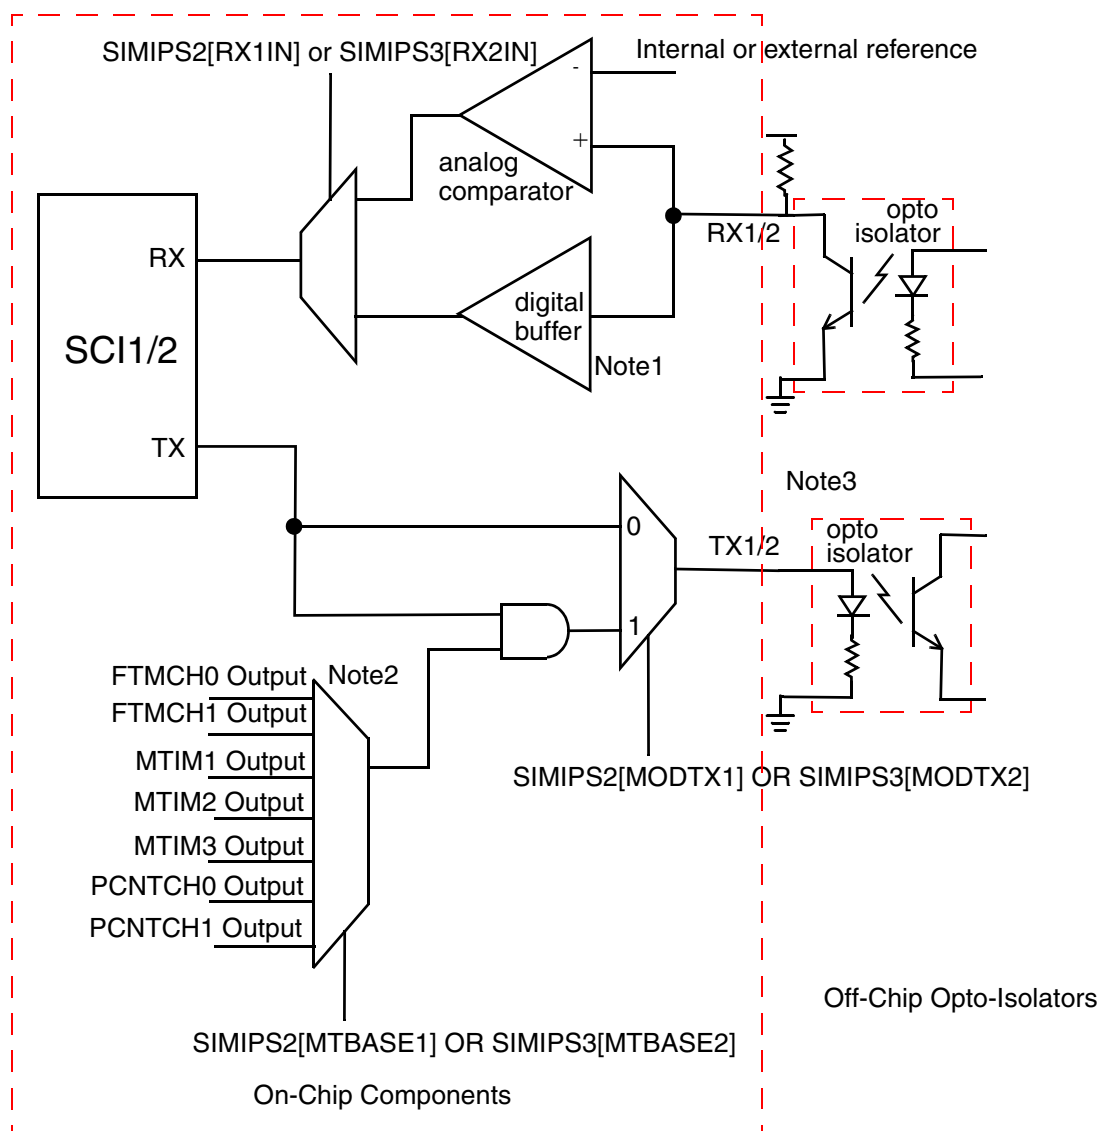 SIMIPS2[RX1IN] or SIMIPS3[RX2IN]
Internal or external reference
-
+
analog
comparator
opto
isolator
RX1/2
RX
digital
buffer
SCI1/2
Note1
TX
Note3
0
TX1/2
opto
isolator
1
Note2
FTMCH0 Output
FTMCH1 Output
MTIM1 Output
MTIM2 Output
MTIM3 Output
PCNTCH0 Output
PCNTCH1 Output
SIMIPS2[MODTX1] OR SIMIPS3[MODTX2]
Off-Chip Opto-Isolators
SIMIPS2[MTBASE1] OR SIMIPS3[MTBASE2]
On-Chip Components